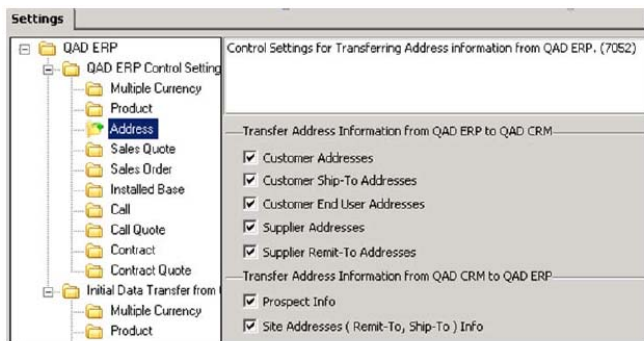 Settings
QAD ERP
QAD ERP Control Setting
Multiple Currency
Product
Address
Sales Quote
Sales Order
Installed Base
Call
Call Quote
Contract
Contract Quote
Initial Data Transfer from
Multiple Currency
Product
Control Settings for Transferring Address information from QAD ERP. (7052)
Transfer Address Information from QAD ERP to QAD CRM
Customer Addresses
Customer Ship-To Addresses
Customer End User Addresses
Supplier Addresses
Supplier Remit-To Addresses
Transfer Address Information from QAD CRM to QAD ERP
Prospect Info
Site Addresses ( Remit-To, Ship-To ) Info